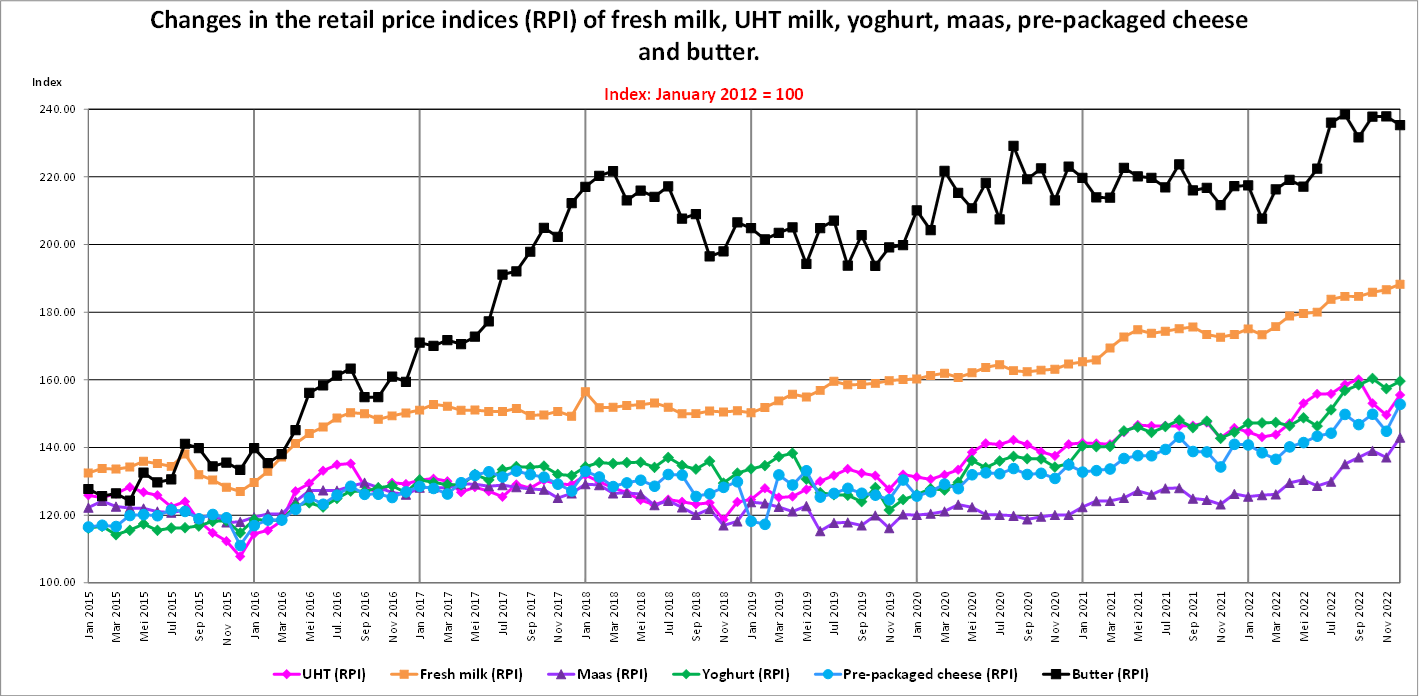 Changes in the retail price indices (RPI) of fresh milk, UHT milk, yoghurt, maas, pre-packaged cheese
and butter.
Index
Index: January 2012 = 100
240.00
220.00
200.00
180.00
160.00
140.00
120.00
100.00
Jan 2015
Mar 2015
Mei 2015
Jul 2015
Sep 2015
Nov 2015
Jan 2016
Mar 2016
Mei 2016
Jul. 2016
Sep 2016
Nov 2016
Jan 2017
Mar 2017
Mei 2017
Jul 2017
Sep 2017
Nov 2017
Jan 2018
Mar 2018
Mei 2018
Jul 2018
Sep 2018
Nov 2018
Jan 2019
Mar 2019
Mei 2019
Jul 2019
Sep 2019
Nov 2019
Jan 2020
Mar 2020
Mei 2020
Jul 2020
Sep 2020
Nov 2020
Jan 2021
Mar 2021
Mei 2021
Jul 2021
Sep 2021
Nov 2021
Jan 2022
Mar 2022
Mei 2022
Jul 2022
Sep 2022
Nov 2022
UHT (RPI) Fresh milk (RPI) Maas (RPI) Yoghurt (RPI) Pre-packaged cheese (RPI) Butter (RPI)